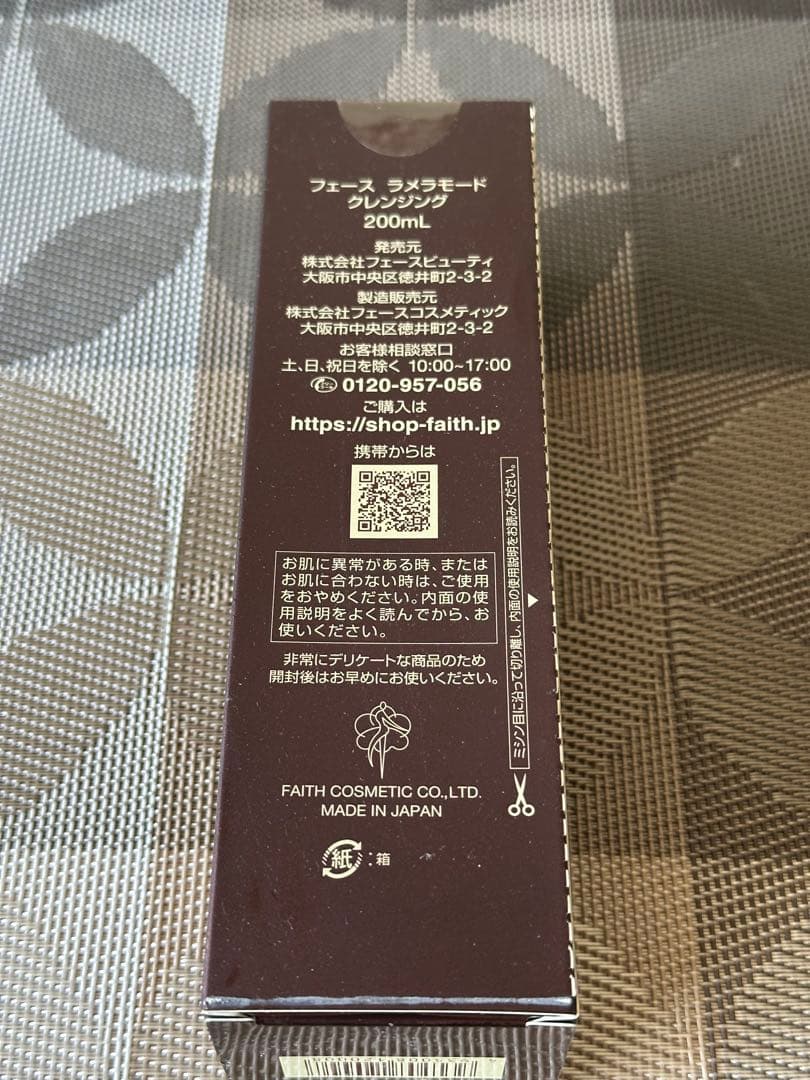 フェース ラメラモード
クレンジング
200mL
発売元
株式会社フェースビューティ
大阪市中央区徳井町2-3-2
製造販売元
株式会社フェースコスメティック
大阪市中央区徳井町2-3-2
お客様相談窓口
土、日、祝日を除く 10:00~17:00
0120-957-056
ご購入は
https://shop-faith.jp
携帯からは
お肌に異常がある時、または
お肌に合わない時は、ご使用
をおやめください。内面の使
用説明をよく読んでから、お
使いください。
非常にデリケートな商品のため
開封後はお早めにお使いください。
ミシン目に沿って切り離し、内面の使用説明をお読みください。
FAITH COSMETIC CO.,LTD.
MADE IN JAPAN
紙:箱